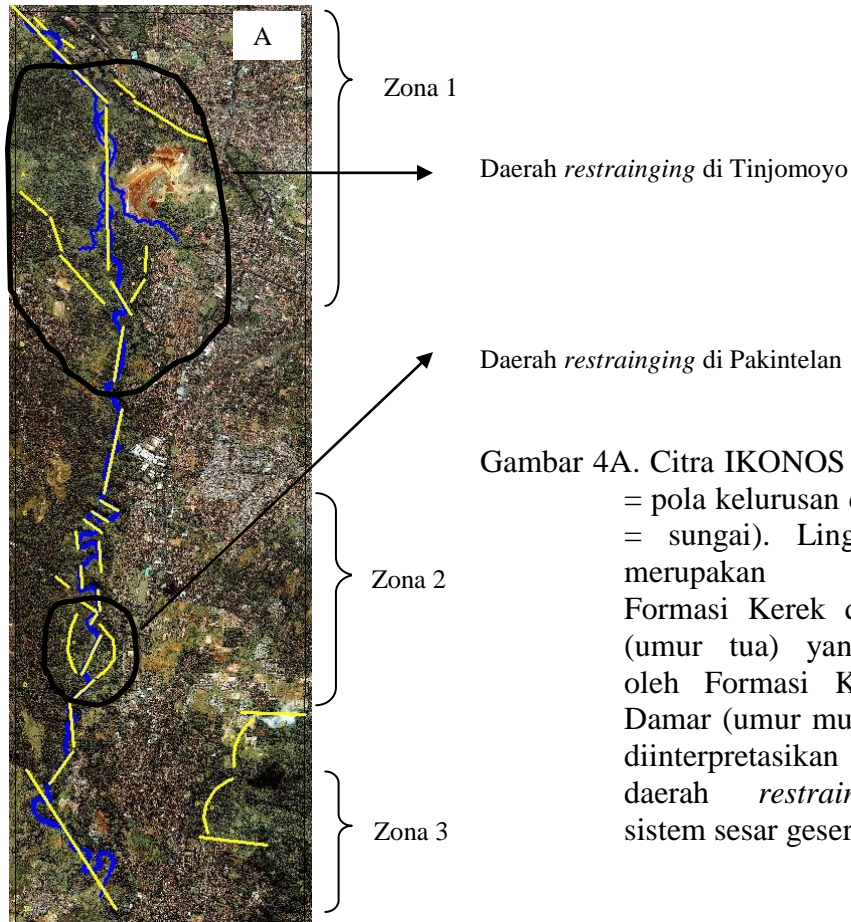 A
Zona 1
Daerah restrainging di Tinjomoyo
Daerah restrainging di Pakintelan
Gambar 4A. Citra IKONOS
= pola kelurusan
= sungai). Ling
merupakan
Formasi Kerek d
(umur tua) yan
oleh Formasi K
Damar (umur mu
diinterpretasikan
daerah restrain
sistem sesar geser
Zona 2
Zona 3